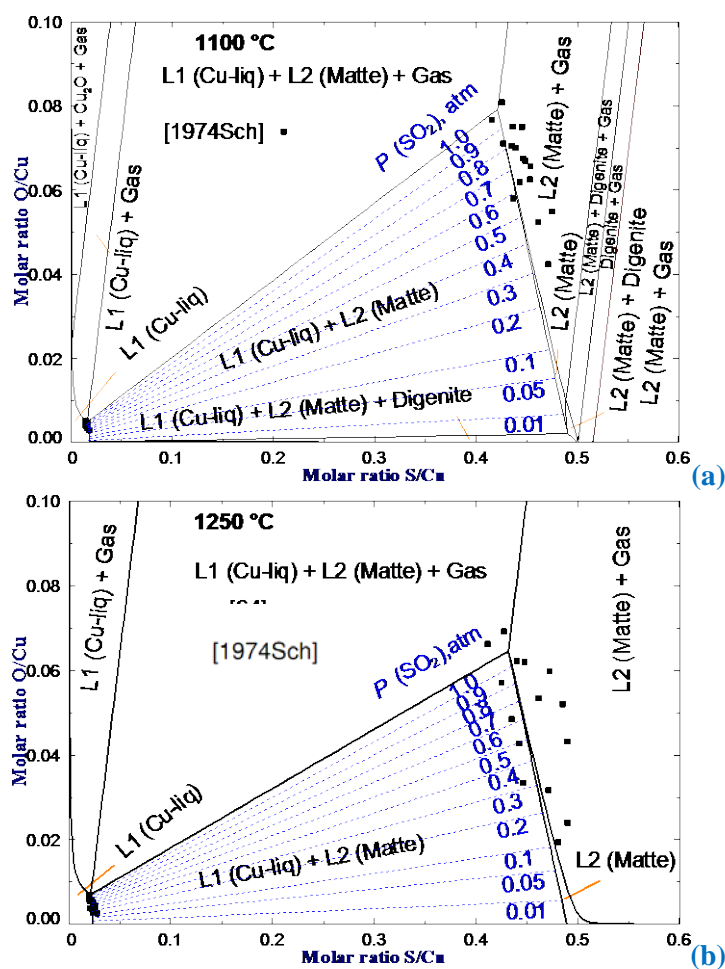 0.10
0.08
0.06
0.04
0.02
0.00
Molar ratio O/Cu
1100 °C
L1 (Cu-liq) + L2 (Matte) + Gas
[1974Sch]
P (SO₂), atm
1.0
0.9
0.8
0.7
0.6
0.5
0.4
0.3
0.2
0.1
0.05
0.01
L1 (Cu-liq) + Cu₂O + Gas
L1 (Cu-liq) + Gas
L1 (Cu-liq)
L1 (Cu-liq) + L2 (Matte)
L1 (Cu-liq) + L2 (Matte) + Digenite
L2 (Matte) + Gas
L2 (Matte)
L2 (Matte) + Digenite + Gas
Digenite + Gas
L2 (Matte) + Digenite
L2 (Matte) + Gas
0 0.1 0.2 0.3 0.4 0.5 0.6
Molar ratio S/Cu
(a)
0.10
0.08
0.06
0.04
0.02
0.00
Molar ratio O/Cu
1250 °C
L1 (Cu-liq) + L2 (Matte) + Gas
[1974Sch]
P (SO₂),atm
1.0
0.9
0.8
0.7
0.6
0.5
0.4
0.3
0.2
0.1
0.05
0.01
L1 (Cu-liq) + Gas
L1 (Cu-liq)
L1 (Cu-liq) + L2 (Matte)
L2 (Matte) + Gas
L2 (Matte)
0 0.1 0.2 0.3 0.4 0.5 0.6
Molar ratio S/Cu
(b)